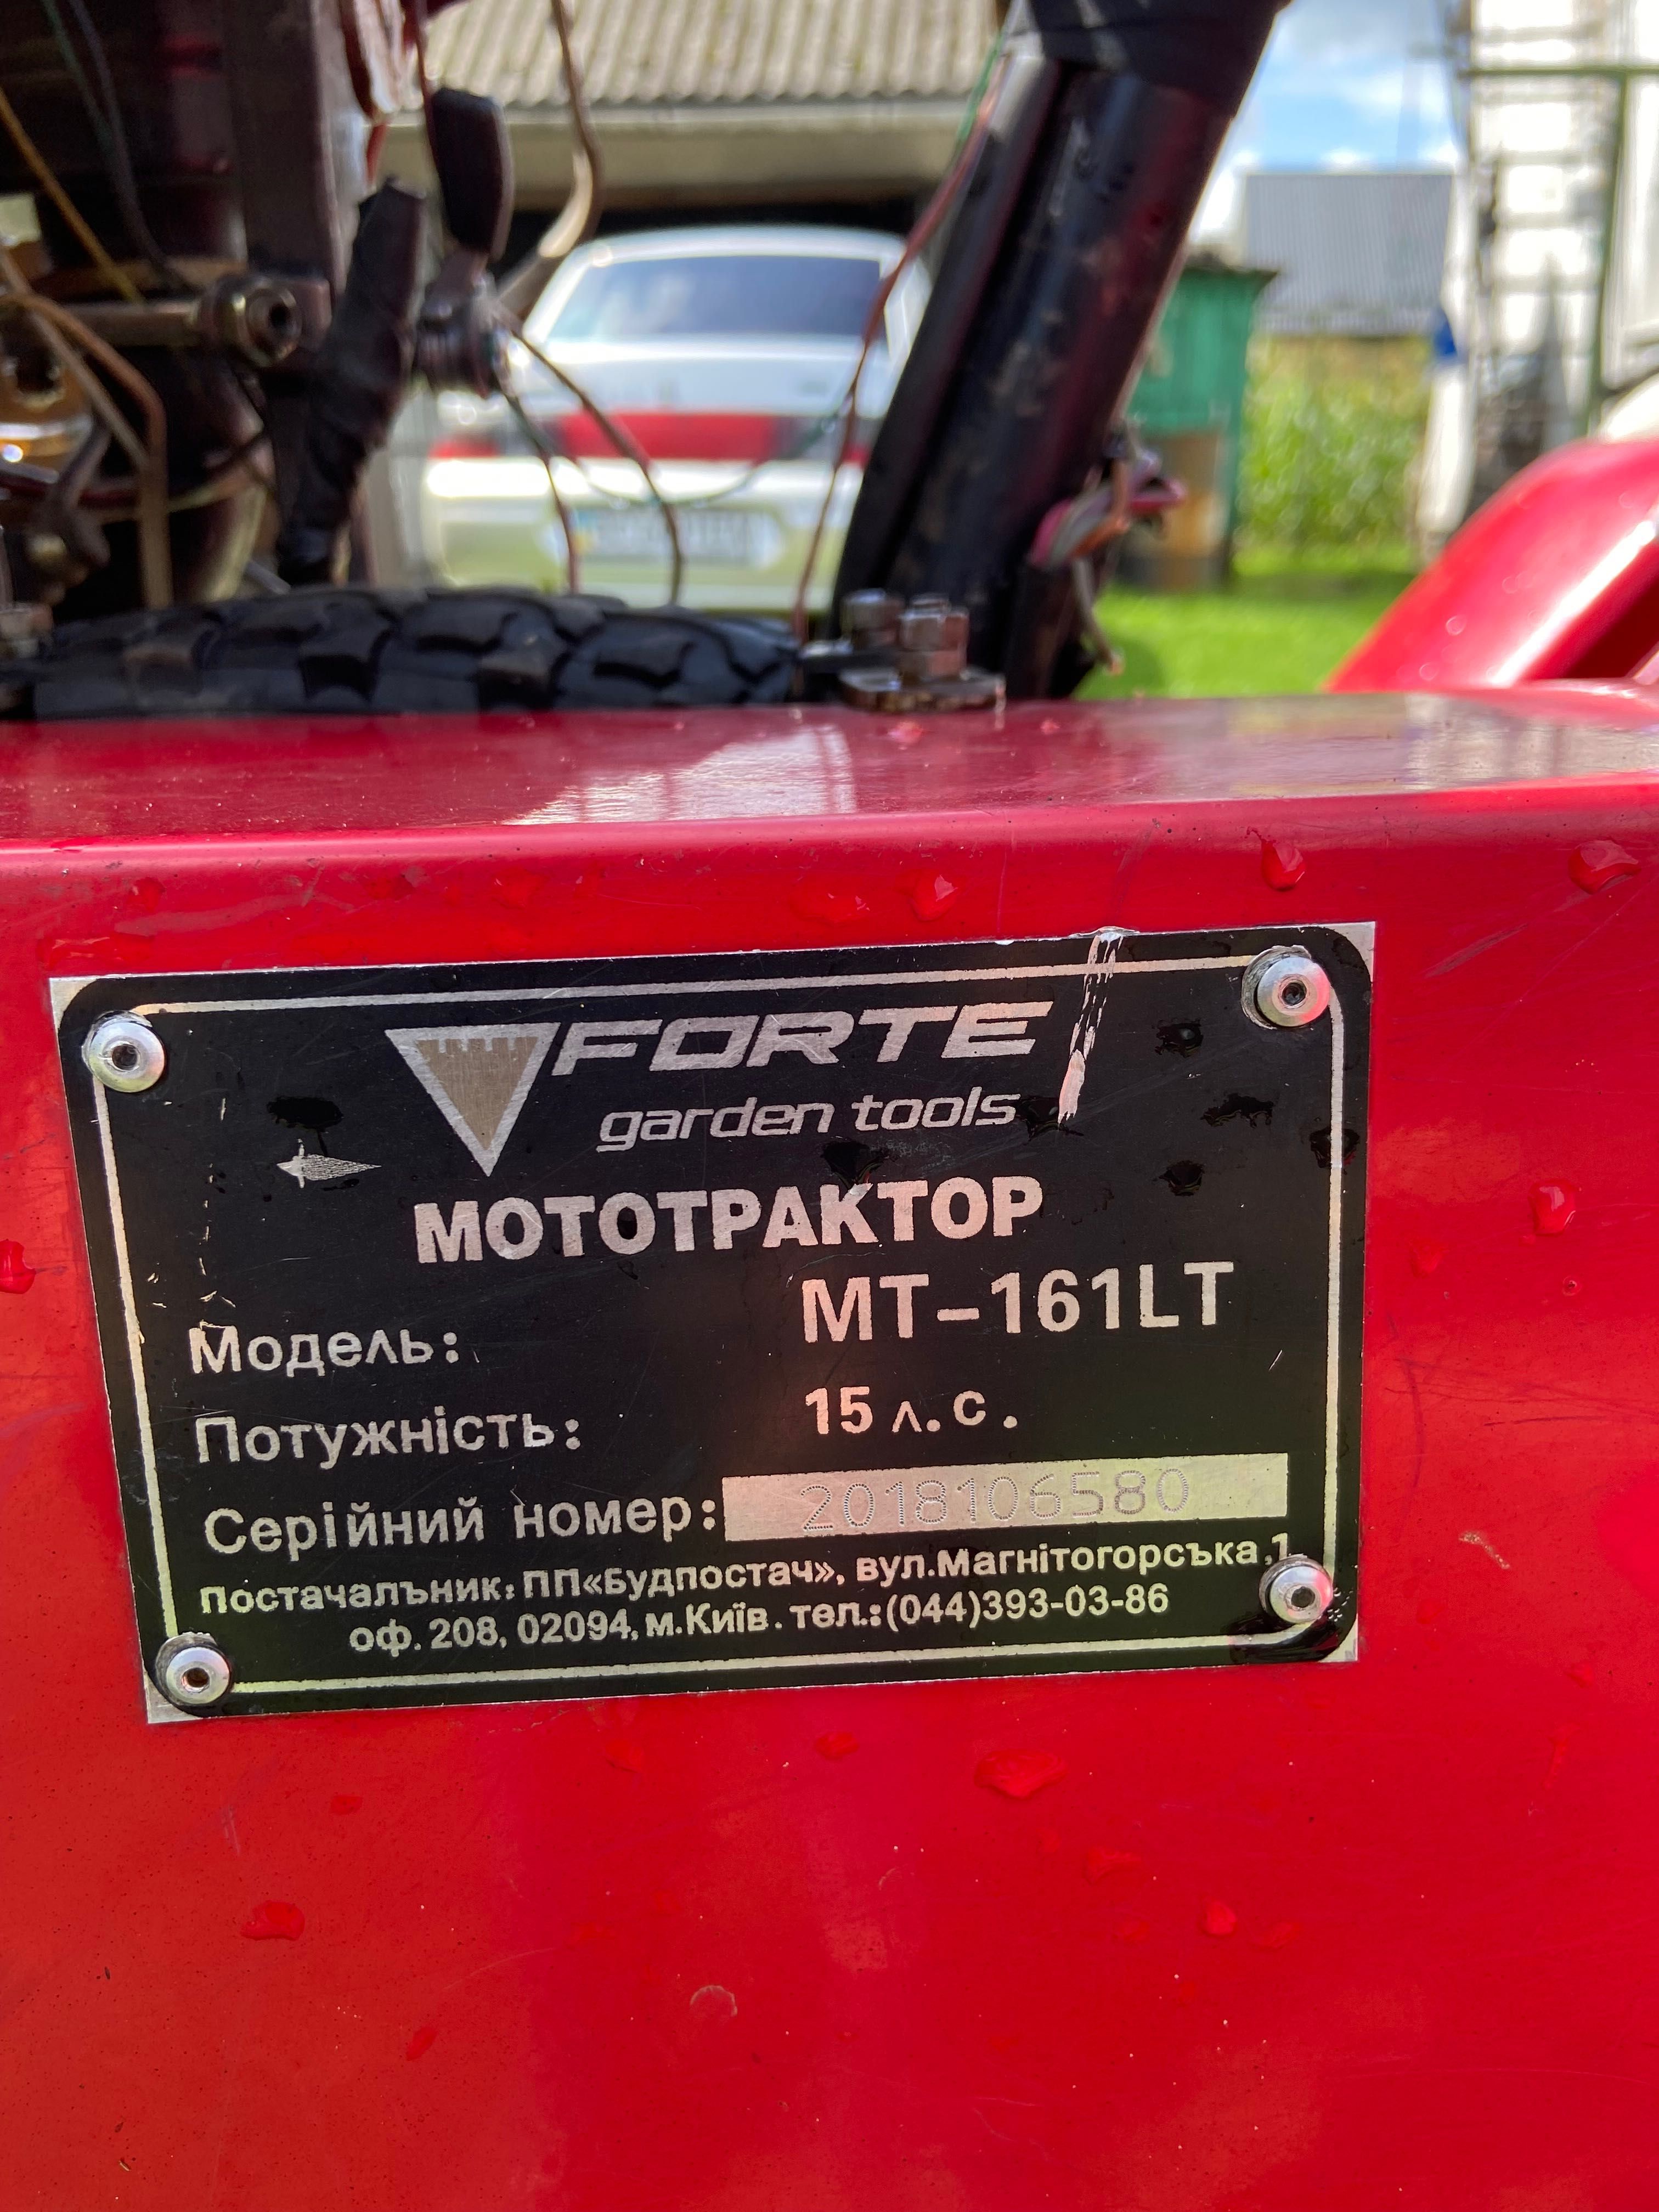 FORTE
garden tools
МОТОТРАКТОР
Модель: МТ-161LT
Потужність: 15 л.с.
Серійний номер: 2018106580
Постачальник: ПП«Будпостач», вул.Магнітогорська,1
оф. 208, 02094, м.Київ. тел.:(044)393-03-86